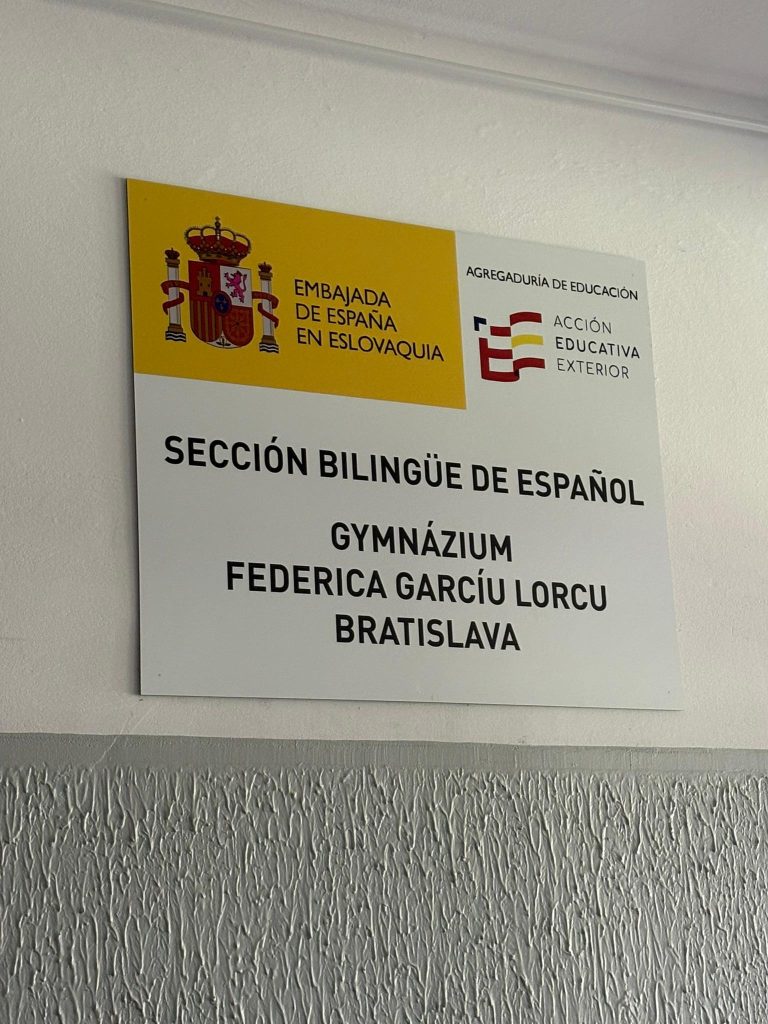 EMBAJADA
DE ESPAÑA
EN ESLOVAQUIA
AGREGADURÍA DE EDUCACIÓN
ACCIÓN
EDUCATIVA
EXTERIOR
SECCIÓN BILINGÜE DE ESPAÑOL
GYMNÁZIUM
FEDERICA GARCÍU LORCU
BRATISLAVA